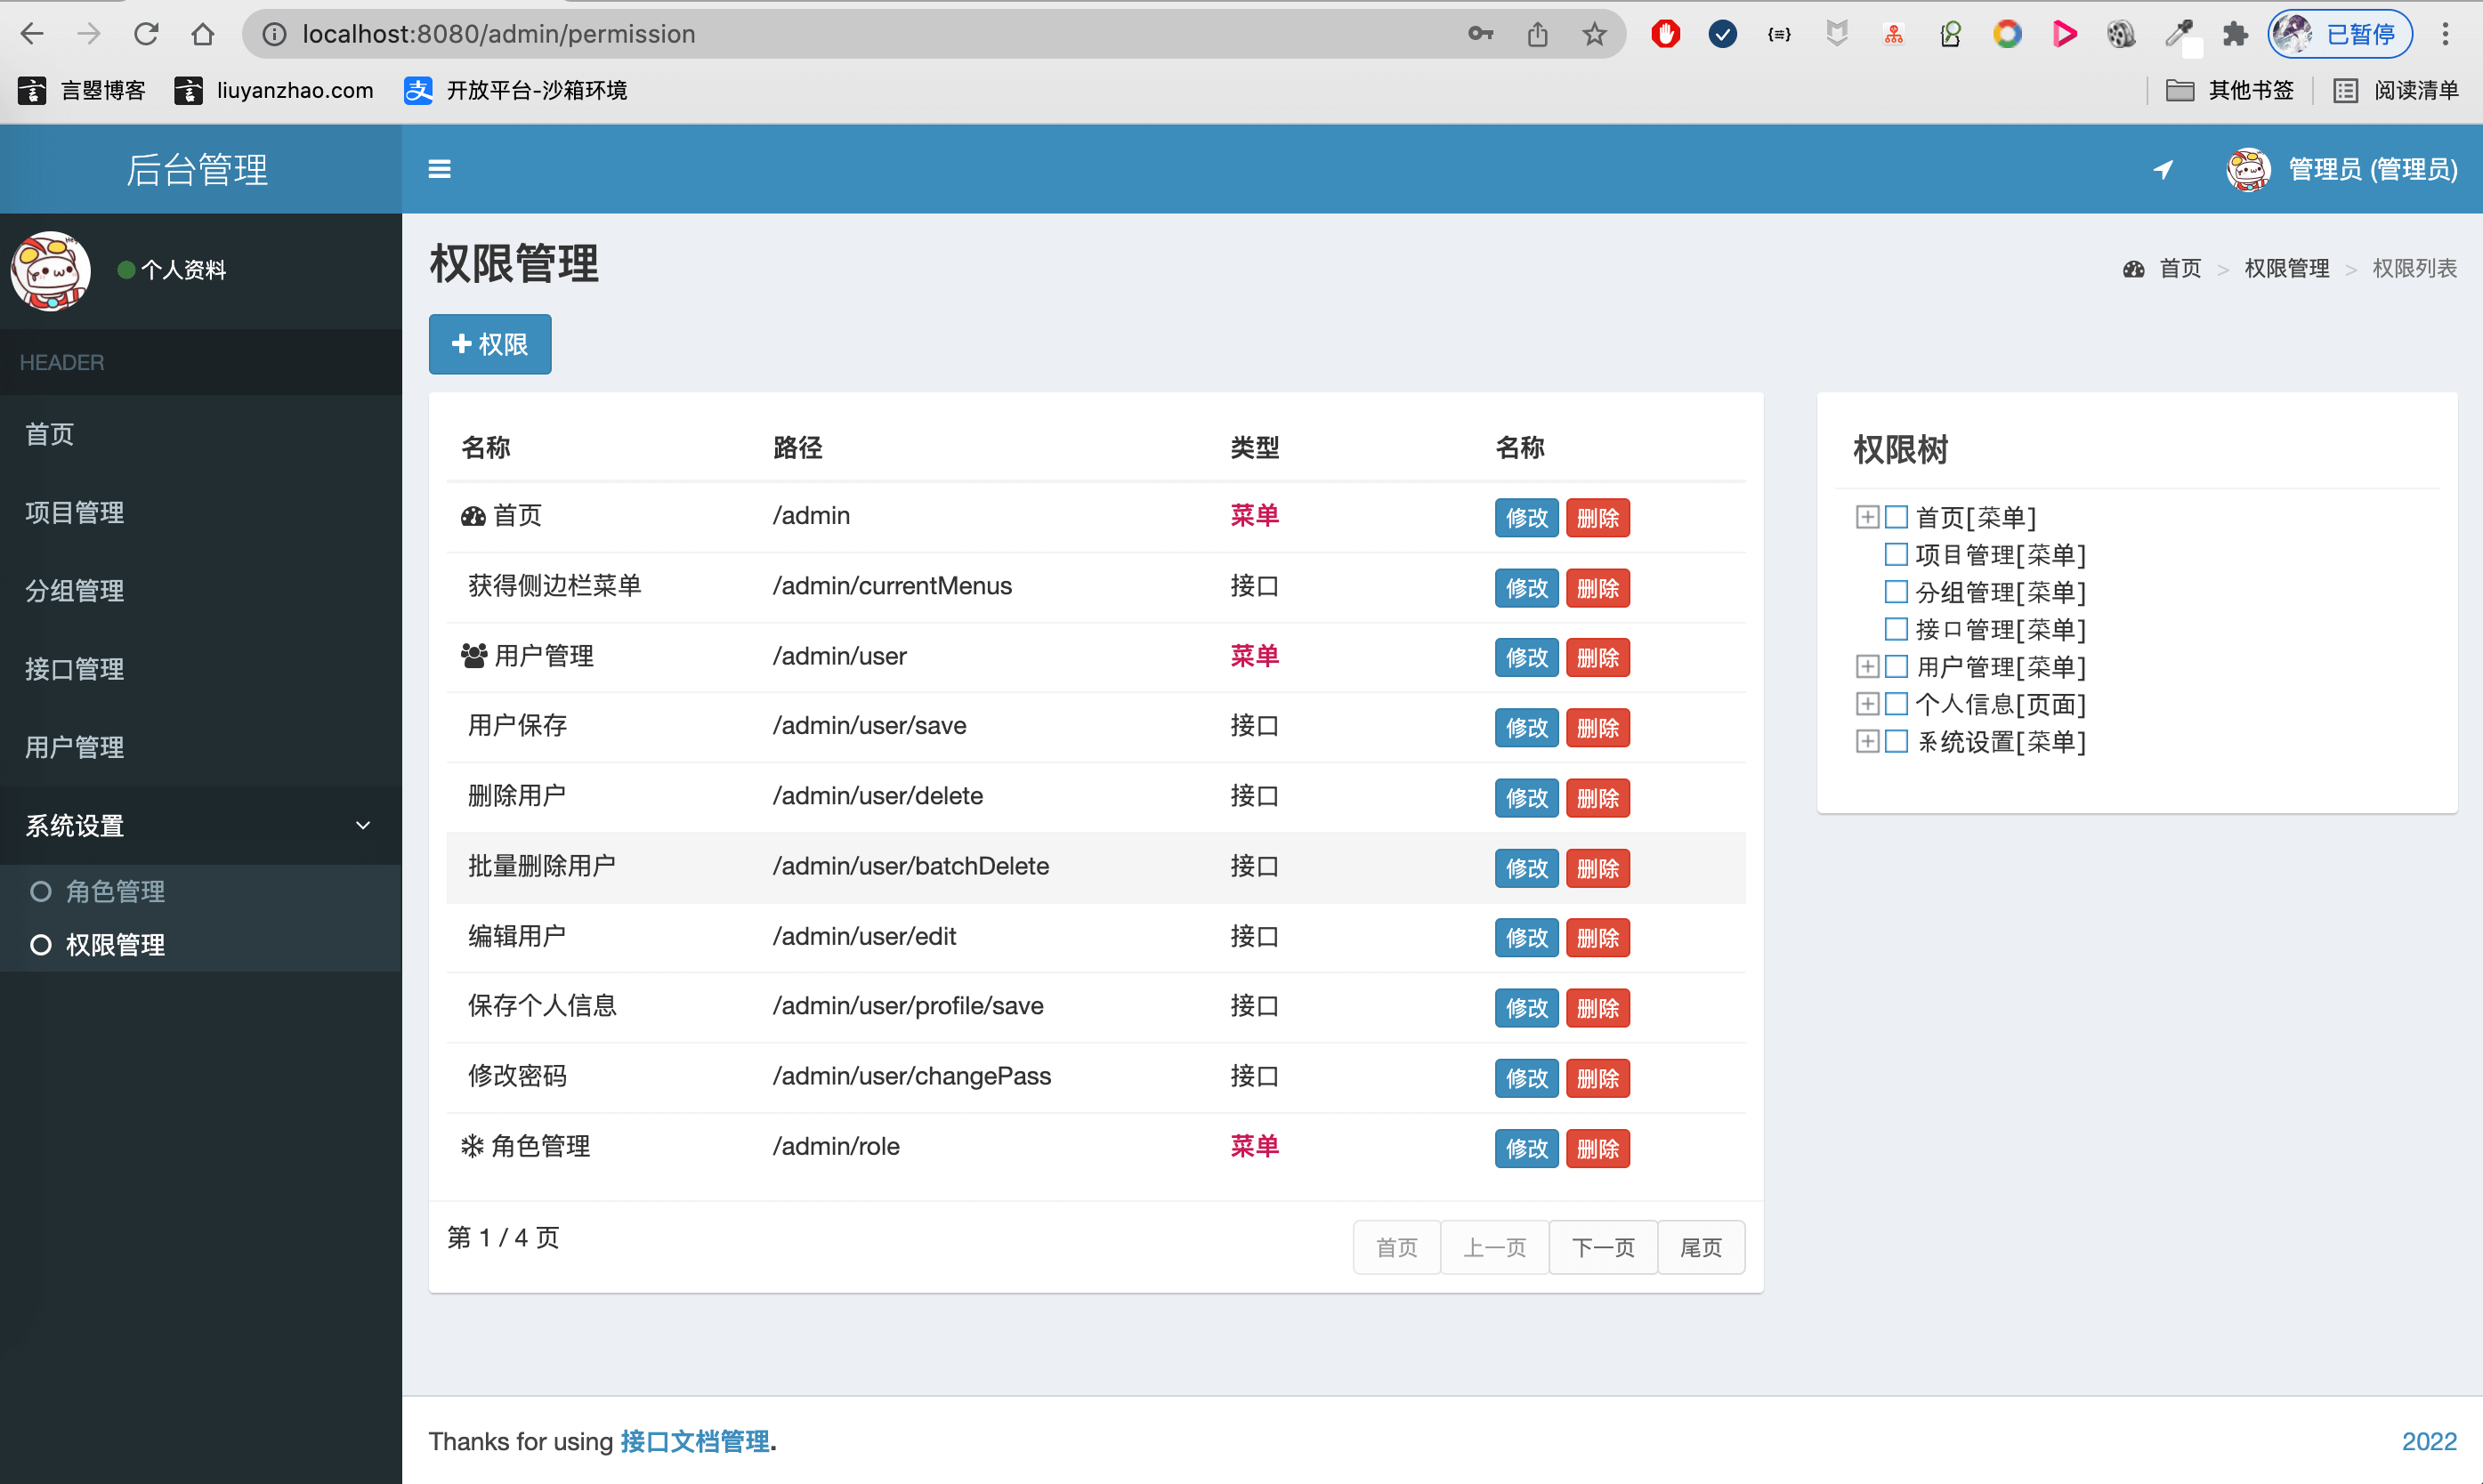 localhost:8080/admin/permission
已暂停
言曌博客 liuyanzhao.com 开放平台-沙箱环境 其他书签 阅读清单
后台管理 管理员 (管理员)
个人资料
HEADER
首页
项目管理
分组管理
接口管理
用户管理
系统设置
角色管理
权限管理
权限管理
首页 > 权限管理 > 权限列表
权限
名称 路径 类型 名称
首页 /admin 菜单 修改 删除
获得侧边栏菜单 /admin/currentMenus 接口 修改 删除
用户管理 /admin/user 菜单 修改 删除
用户保存 /admin/user/save 接口 修改 删除
删除用户 /admin/user/delete 接口 修改 删除
批量删除用户 /admin/user/batchDelete 接口 修改 删除
编辑用户 /admin/user/edit 接口 修改 删除
保存个人信息 /admin/user/profile/save 接口 修改 删除
修改密码 /admin/user/changePass 接口 修改 删除
角色管理 /admin/role 菜单 修改 删除
第 1 / 4 页 首页 上一页 下一页 尾页
权限树
首页[菜单]
项目管理[菜单]
分组管理[菜单]
接口管理[菜单]
用户管理[菜单]
个人信息[页面]
系统设置[菜单]
Thanks for using 接口文档管理.
2022